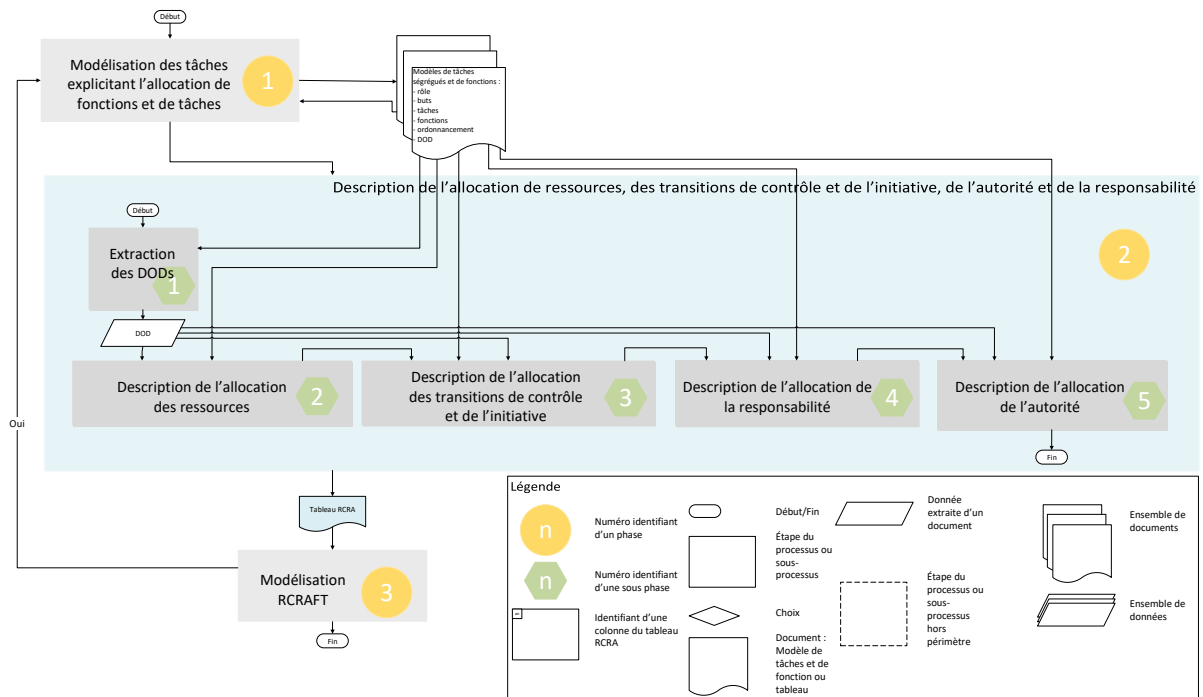 Début
Modélisation des tâches
explicitant l'allocation de
fonctions et de tâches
1
Modèles de tâches
ségrégués et de fonctions :
- rôle
- buts
- tâches
- fonctions
- ordonnancement
- DOD
Description de l'allocation de ressources, des transitions de contrôle et de l'initiative, de l'autorité et de la responsabilité
2
Début
Extraction
des DODs
1
DOD
Description de l'allocation
des ressources
2
Description de l'allocation
des transitions de contrôle
et de l'initiative
3
Description de l'allocation de
la responsabilité
4
Description de l'allocation
de l'autorité
5
Fin
Oui
Tableau RCRA
Modélisation
RCRAFT
3
Fin
Légende
n
Numéro identifiant
d'un phase
n
Numéro identifiant
d'une sous phase
Identifiant d'une
colonne du tableau
RCRA
Début/Fin
Étape du
processus ou
sous-
processus
Choix
Document :
Modèle de
tâches et de
fonction ou
tableau
Donnée
extraite d'un
document
Étape du
processus ou
sous-
processus
hors
périmètre
Ensemble de
documents
Ensemble de
données